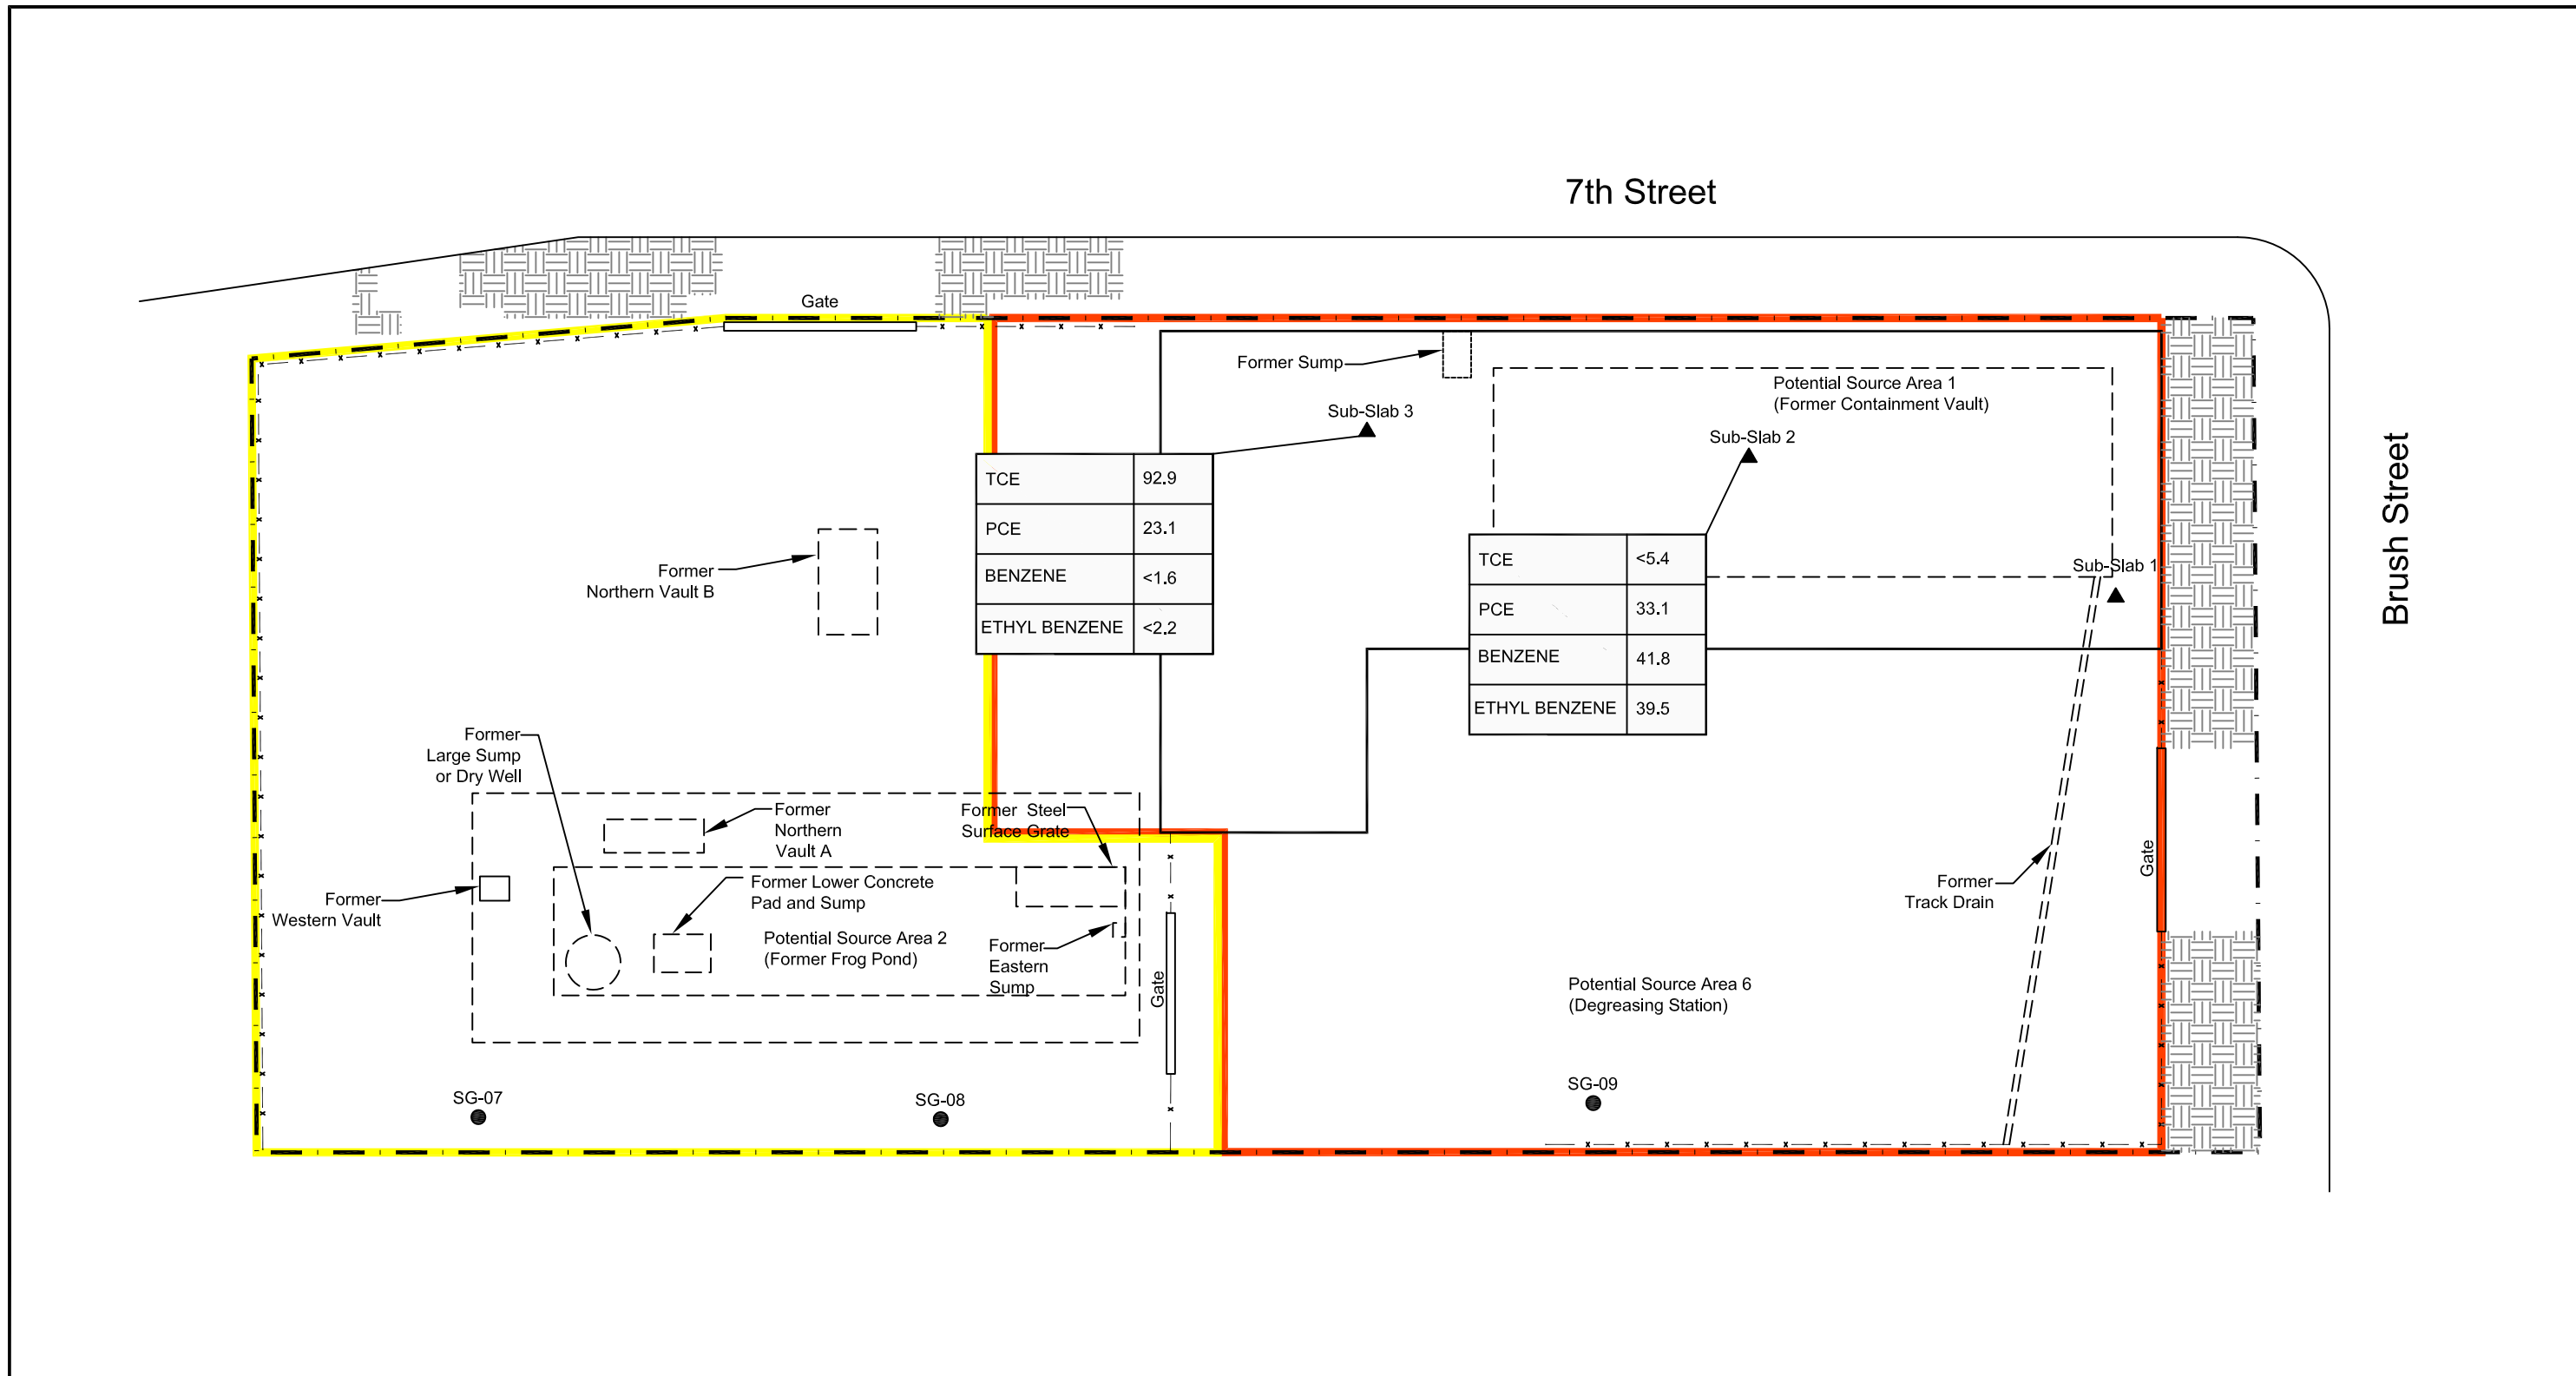 7th Street
Brush Street
Gate
Former Sump
Potential Source Area 1
(Former Containment Vault)
Sub-Slab 3
Sub-Slab 2
TCE 92.9
PCE 23.1
BENZENE <1.6
ETHYL BENZENE <2.2
TCE <5.4
PCE 33.1
BENZENE 41.8
ETHYL BENZENE 39.5
Sub-Slab 1
Former
Northern Vault B
Former
Large Sump
or Dry Well
Former
Northern
Vault A
Former Steel
Surface Grate
Former
Western Vault
Former Lower Concrete
Pad and Sump
Potential Source Area 2
(Former Frog Pond)
Former
Eastern
Sump
Gate
Former
Track Drain
Gate
Potential Source Area 6
(Degreasing Station)
SG-07
SG-08
SG-09